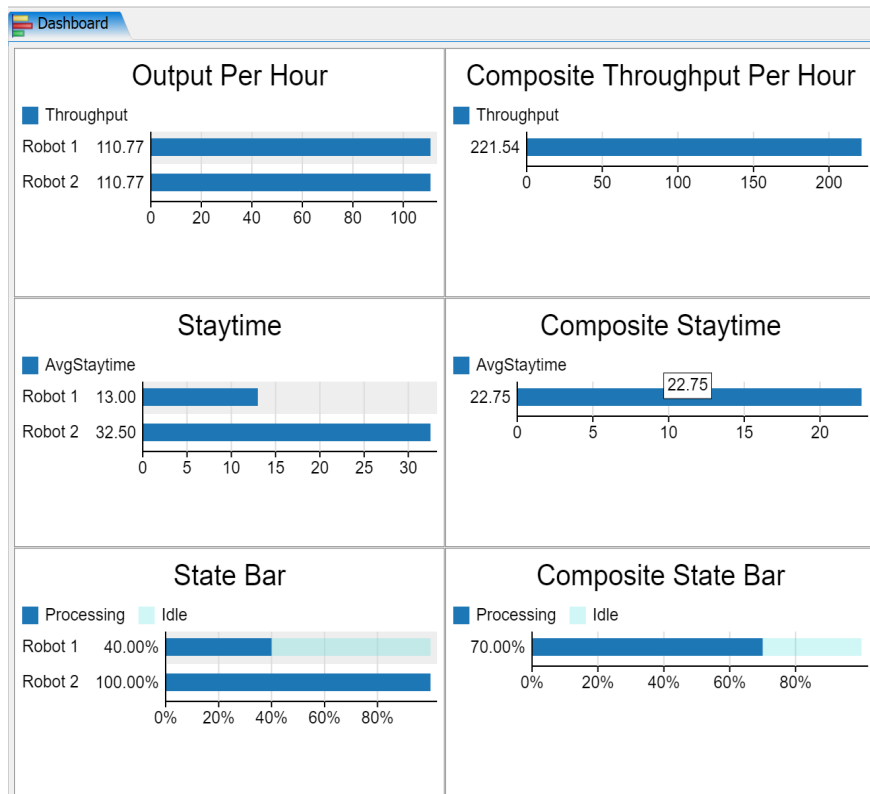 Dashboard
Output Per Hour
Throughput
Robot 1 110.77
Robot 2 110.77
0 20 40 60 80 100
Composite Throughput Per Hour
Throughput
221.54
0 50 100 150 200
Staytime
AvgStaytime
Robot 1 13.00
Robot 2 32.50
0 5 10 15 20 25 30
Composite Staytime
AvgStaytime
22.75
22.75
0 5 10 15 20
State Bar
Processing Idle
Robot 1 40.00%
Robot 2 100.00%
0% 20% 40% 60% 80%
Composite State Bar
Processing Idle
70.00%
0% 20% 40% 60% 80%